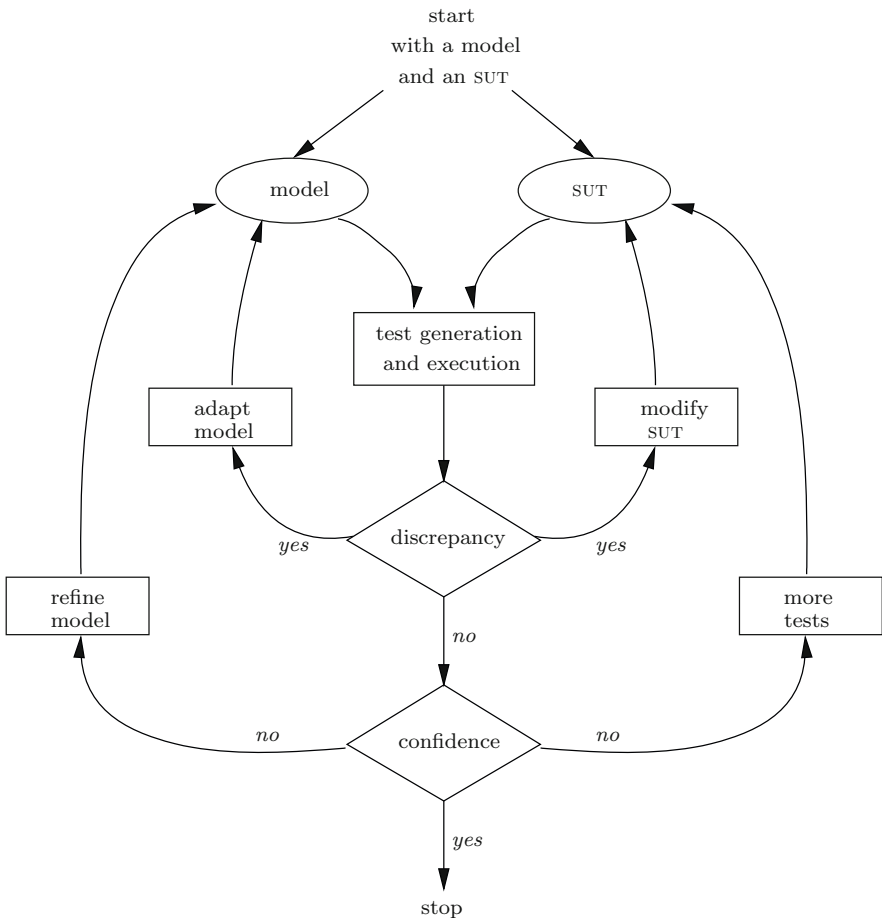 start
with a model
and an SUT
model
SUT
test generation
and execution
adapt
model
modify
SUT
discrepancy
yes
yes
refine
model
more
tests
no
confidence
no
no
yes
stop